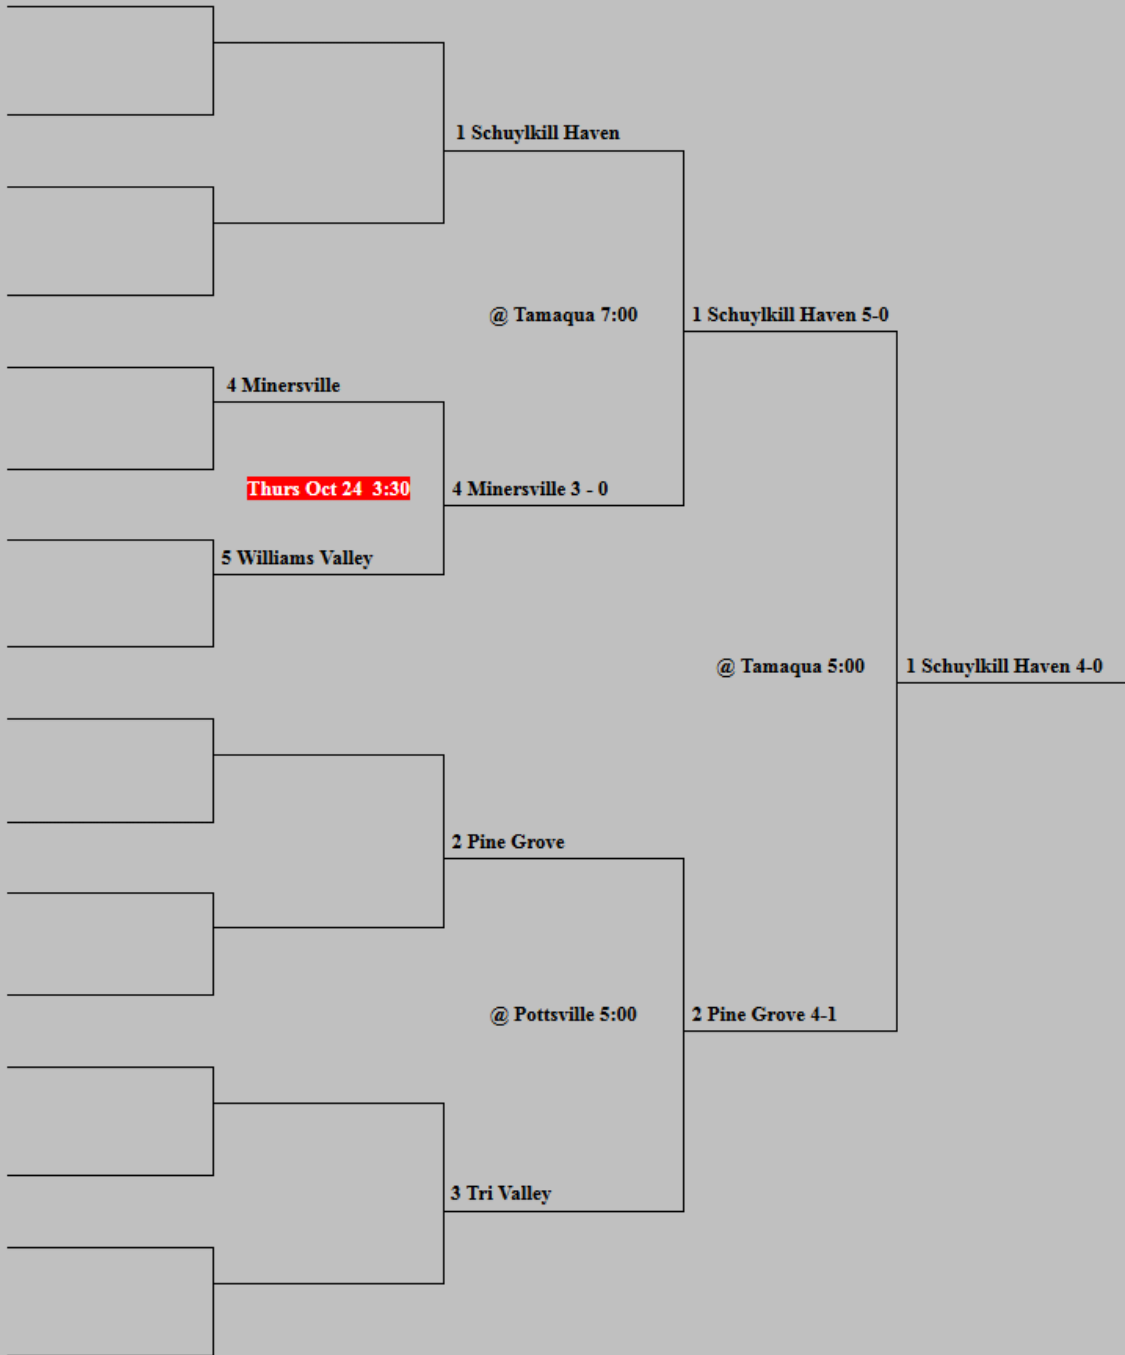 1 Schuylkill Haven
@ Tamaqua 7:00
1 Schuylkill Haven 5-0
4 Minersville
Thurs Oct 24 3:30
4 Minersville 3 - 0
5 Williams Valley
@ Tamaqua 5:00
1 Schuylkill Haven 4-0
2 Pine Grove
@ Pottsville 5:00
2 Pine Grove 4-1
3 Tri Valley